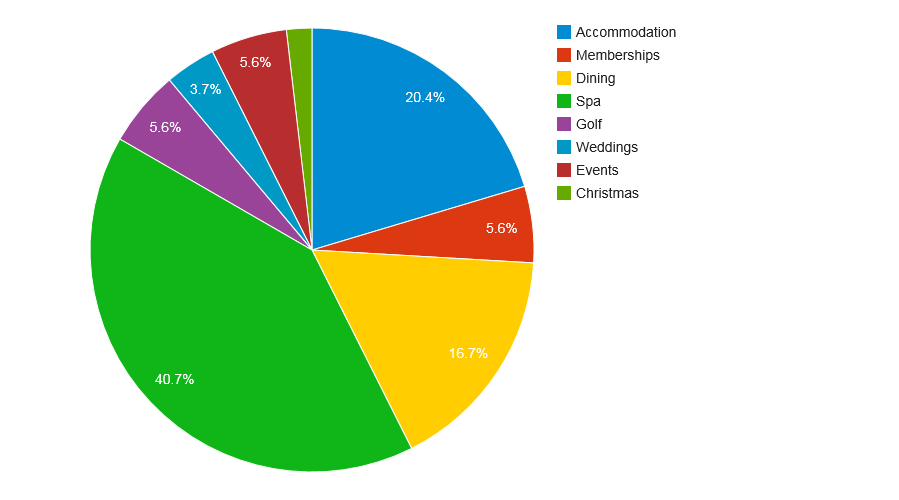 Accommodation
Memberships
Dining
Spa
Golf
Weddings
Events
Christmas
20.4%
5.6%
16.7%
40.7%
5.6%
3.7%
5.6%